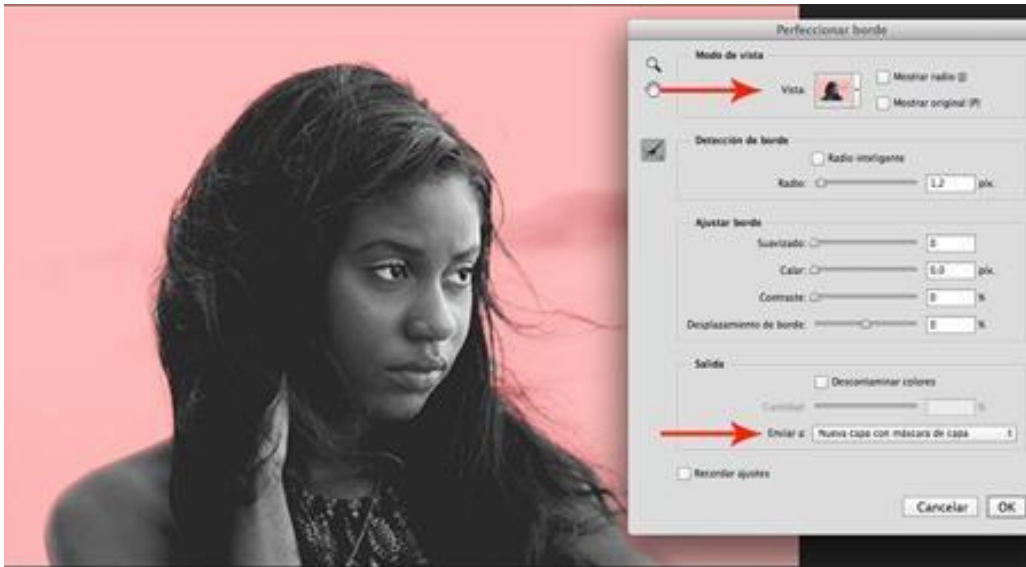 Perfeccionar borde
Modo de vista
Vista:
Mostrar radio (J)
Mostrar original (P)
Detección de borde
Radio inteligente
Radio: 1,2 píx.
Ajustar borde
Suavizado: 0
Calar: 0,0 píx.
Contraste: 0 %
Desplazamiento de borde: 0 %
Salida
Descontaminar colores
Cantidad: %
Enviar a: Nueva capa con máscara de capa
Recordar ajustes
Cancelar OK